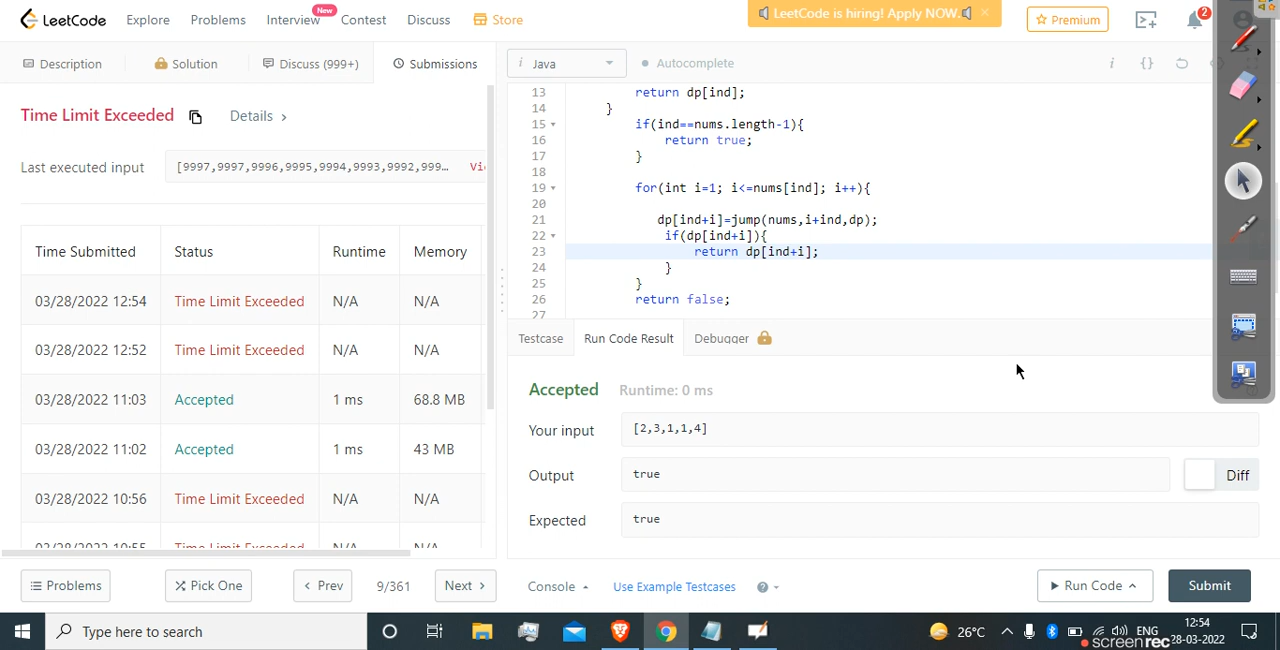 LeetCode Explore Problems Interview New Contest Discuss Store LeetCode is hiring! Apply NOW. × Premium 2
Description Solution Discuss (999+) Submissions
i Java Autocomplete i {}
Time Limit Exceeded Details >
Last executed input [9997,9997,9996,9995,9994,9993,9992,999... Vi
Time Submitted Status Runtime Memory
03/28/2022 12:54 Time Limit Exceeded N/A N/A
03/28/2022 12:52 Time Limit Exceeded N/A N/A
03/28/2022 11:03 Accepted 1 ms 68.8 MB
03/28/2022 11:02 Accepted 1 ms 43 MB
03/28/2022 10:56 Time Limit Exceeded N/A N/A
03/28/2022 10:55 Time Limit Exceeded N/A N/A
13 return dp[ind];
14 }
15 if(ind==nums.length-1){
16 return true;
17 }
18
19 for(int i=1; i<=nums[ind]; i++){
20
21 dp[ind+i]=jump(nums,i+ind,dp);
22 if(dp[ind+i]){
23 return dp[ind+i];
24 }
25 }
26 return false;
27
Testcase Run Code Result Debugger
Accepted Runtime: 0 ms
Your input [2,3,1,1,4]
Output true Diff
Expected true
Problems Pick One < Prev 9/361 Next > Console Use Example Testcases ? Run Code Submit
Type here to search 26°C ENG 12:54
28-03-2022
screenrec